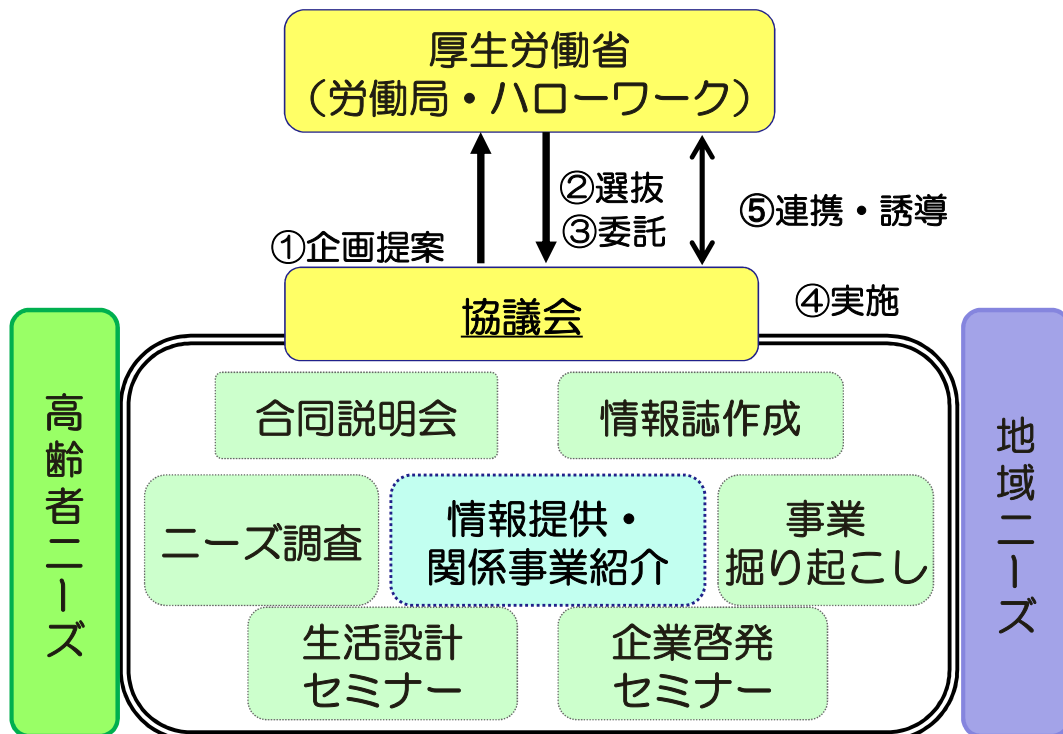 厚生労働省
（労働局・ハローワーク）
②選抜
③委託
⑤連携・誘導
①企画提案
④実施
協議会
高齢者ニーズ
地域ニーズ
合同説明会
情報誌作成
ニーズ調査
情報提供・
関係事業紹介
事業
掘り起こし
生活設計
セミナー
企業啓発
セミナー